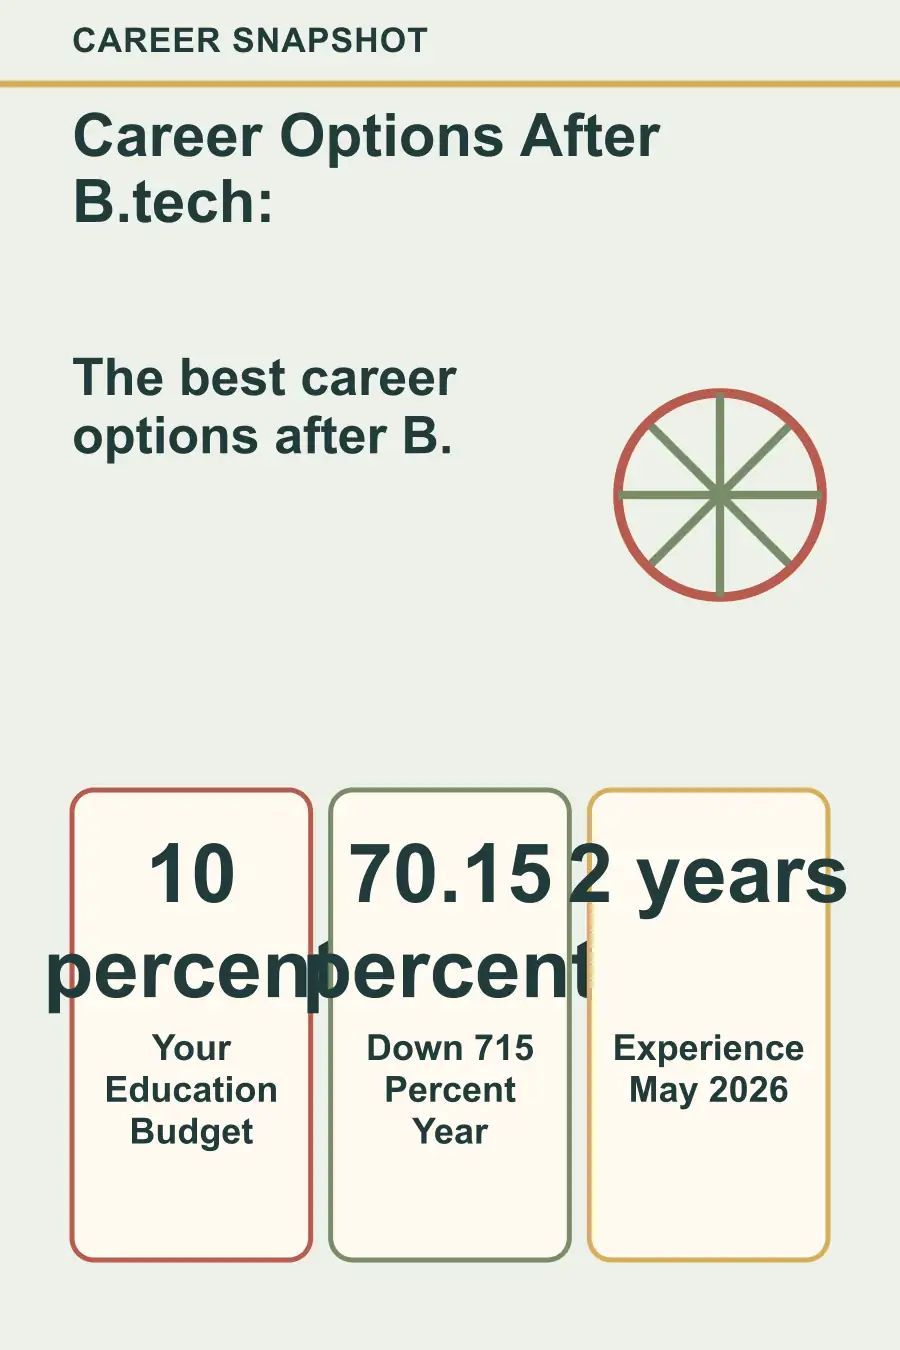 CAREER SNAPSHOT
Career Options After
B.tech:
The best career
options after B.
10
percent
Your
Education
Budget
70.15
percent
Down 715
Percent
Year
2 years
Experience
May 2026